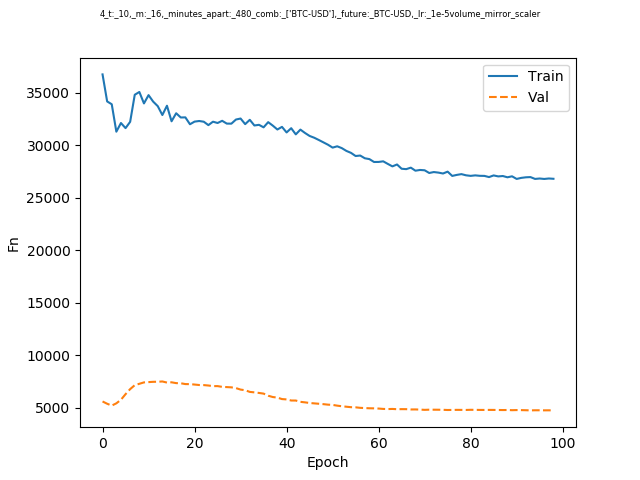 4_t:_10,_m:_16,_minutes_apart:_480_comb:_['BTC-USD'],_future:_BTC-USD,_lr:_1e-5volume_mirror_scaler
Train
Val
35000
30000
25000
20000
15000
10000
5000
Fn
0 20 40 60 80 100
Epoch